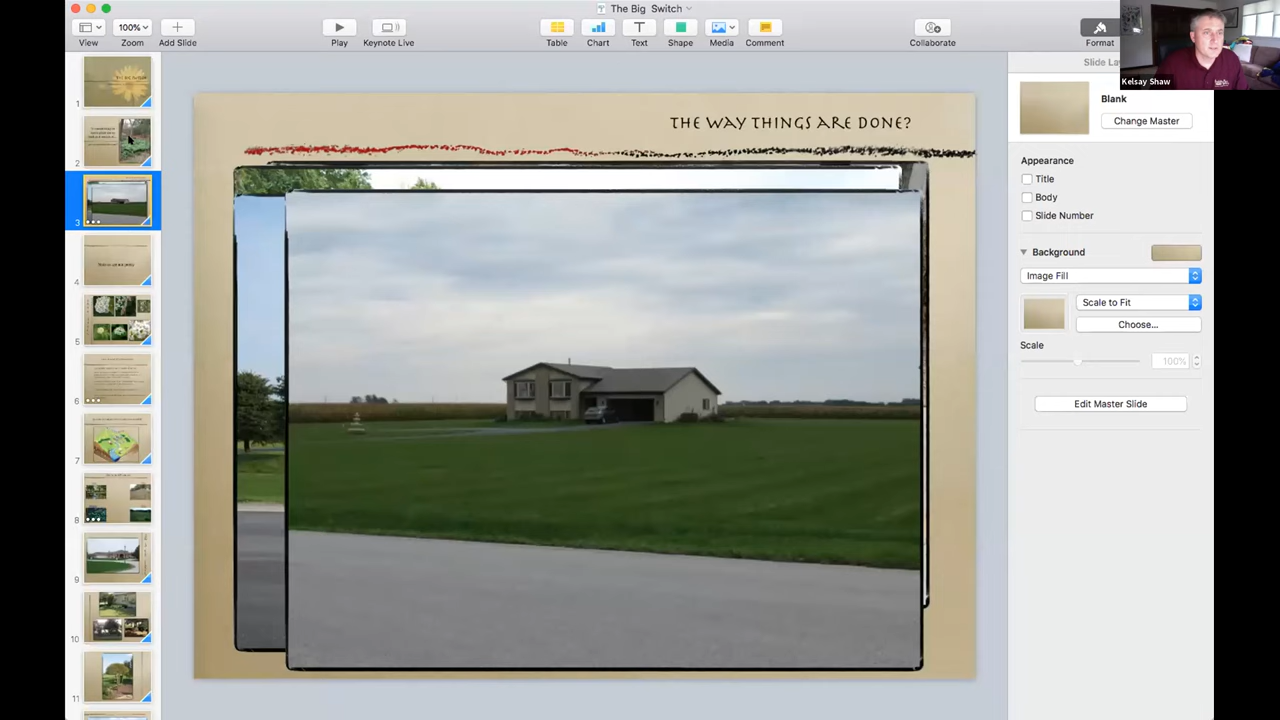 The Big Switch
100%
View
Zoom
Add Slide
Play
Keynote Live
Table
Chart
Text
Shape
Media
Comment
Collaborate
Format
Kelsay Shaw
Slide La
Blank
Change Master
Appearance
Title
Body
Slide Number
Background
Image Fill
Scale to Fit
Choose...
Scale
100%
Edit Master Slide
THE WAY THINGS ARE DONE?
1
2
3
4
5
6
7
8
9
10
11